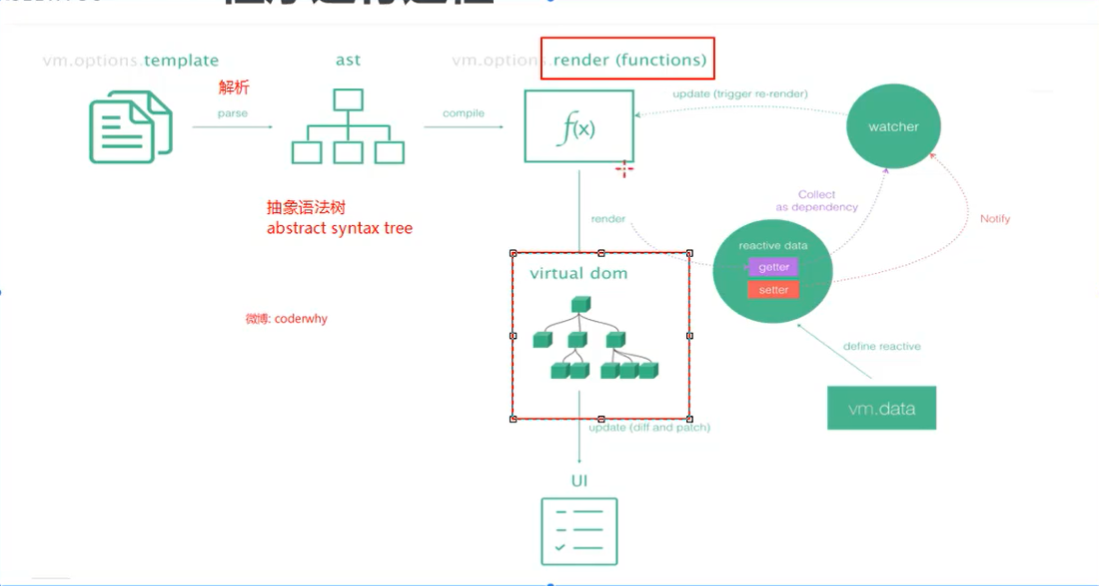 vm.options.template
ast
vm.options.render (functions)
解析
parse
compile
f(x)
update (trigger re-render)
watcher
抽象语法树
abstract syntax tree
Collect
as dependency
render
Notify
reactive data
getter
setter
virtual dom
微博: coderwhy
define reactive
vm.data
update (diff and patch)
UI